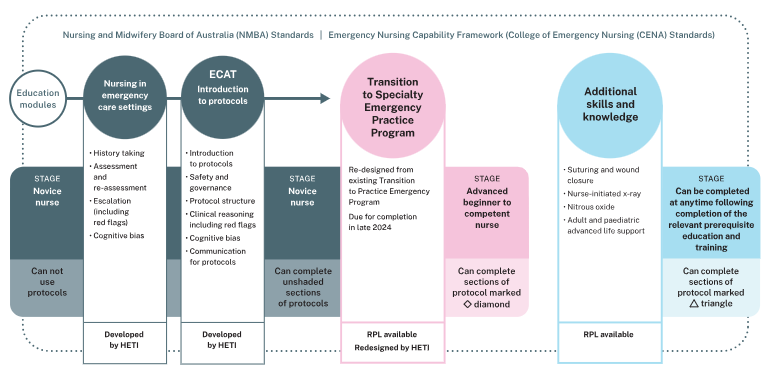 Nursing and Midwifery Board of Australia (NMBA) Standards | Emergency Nursing Capability Framework (College of Emergency Nursing (CENA) Standards)
Education
modules
Nursing in
emergency
care settings
ECAT
Introduction
to protocols
Transition
to Specialty
Emergency
Practice
Program
Additional
skills and
knowledge
STAGE
Novice
nurse
Can not
use
protocols
• History taking
• Assessment
and
re-assessment
• Escalation
(including
red flags)
• Cognitive bias
Developed
by HETI
• Introduction
to protocols
• Safety and
governance
• Protocol structure
• Clinical reasoning
including red flags
• Cognitive bias
• Communication
for protocols
Developed
by HETI
STAGE
Novice
nurse
Can complete
unshaded
sections
of protocols
Re-designed from
existing Transition
to Practice Emergency
Program
Due for completion
in late 2024
RPL available
Redesigned by HETI
STAGE
Advanced
beginner to
competent
nurse
Can complete
sections of
protocol marked
◇ diamond
• Suturing and wound
closure
• Nurse-initiated x-ray
• Nitrous oxide
• Adult and paediatric
advanced life support
RPL available
STAGE
Can be completed
at anytime following
completion of the
relevant prerequisite
education and
training
Can complete
sections of
protocol marked
△ triangle